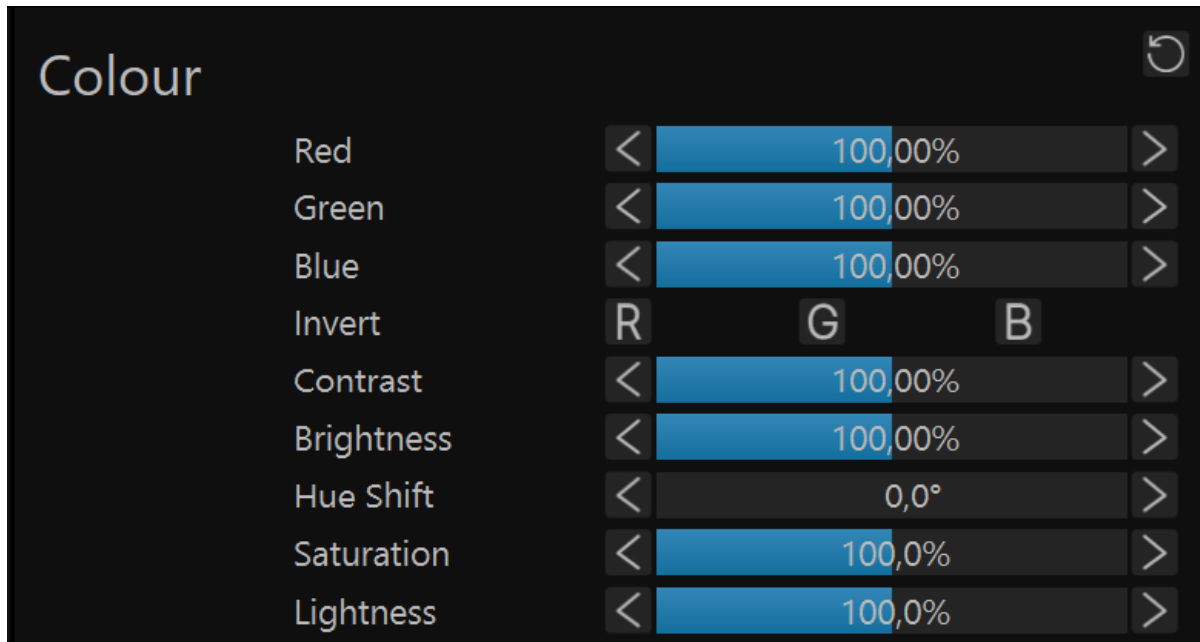 Colour
Red 100,00%
Green 100,00%
Blue 100,00%
Invert R G B
Contrast 100,00%
Brightness 100,00%
Hue Shift 0,0°
Saturation 100,0%
Lightness 100,0%